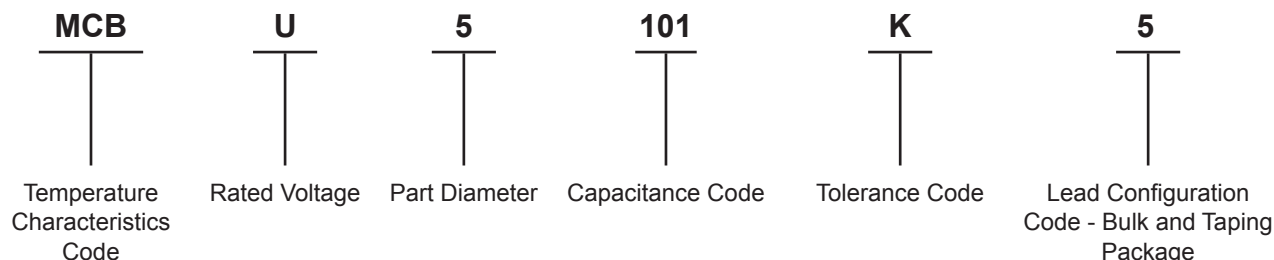 MCB U 5 101 K 5
Temperature Characteristics Code
Rated Voltage
Part Diameter
Capacitance Code
Tolerance Code
Lead Configuration Code - Bulk and Taping Package